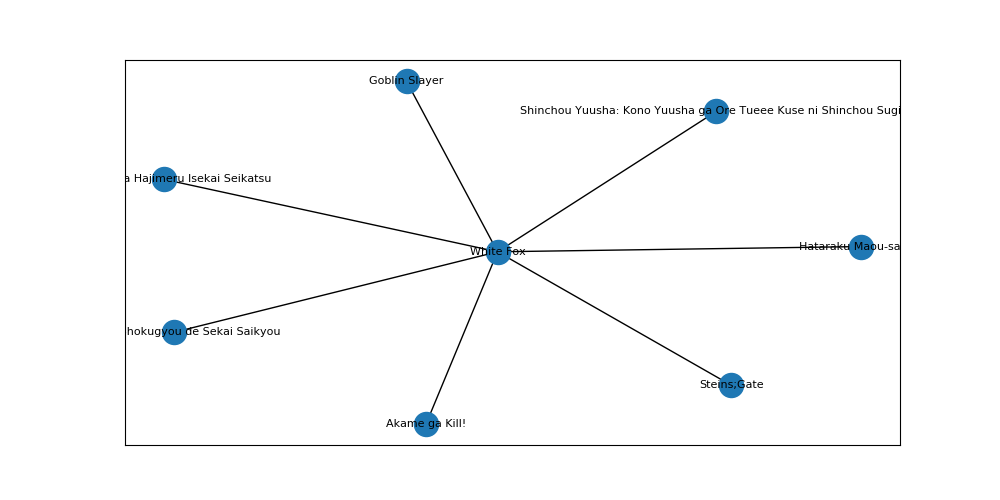 Goblin Slayer
Shinchou Yuusha: Kono Yuusha ga Ore Tueee Kuse ni Shinchou Sugi
a Hajimeru Isekai Seikatsu
Hataraku Maou-sa
White Fox
hokugyou de Sekai Saikyou
Steins;Gate
Akame ga Kill!